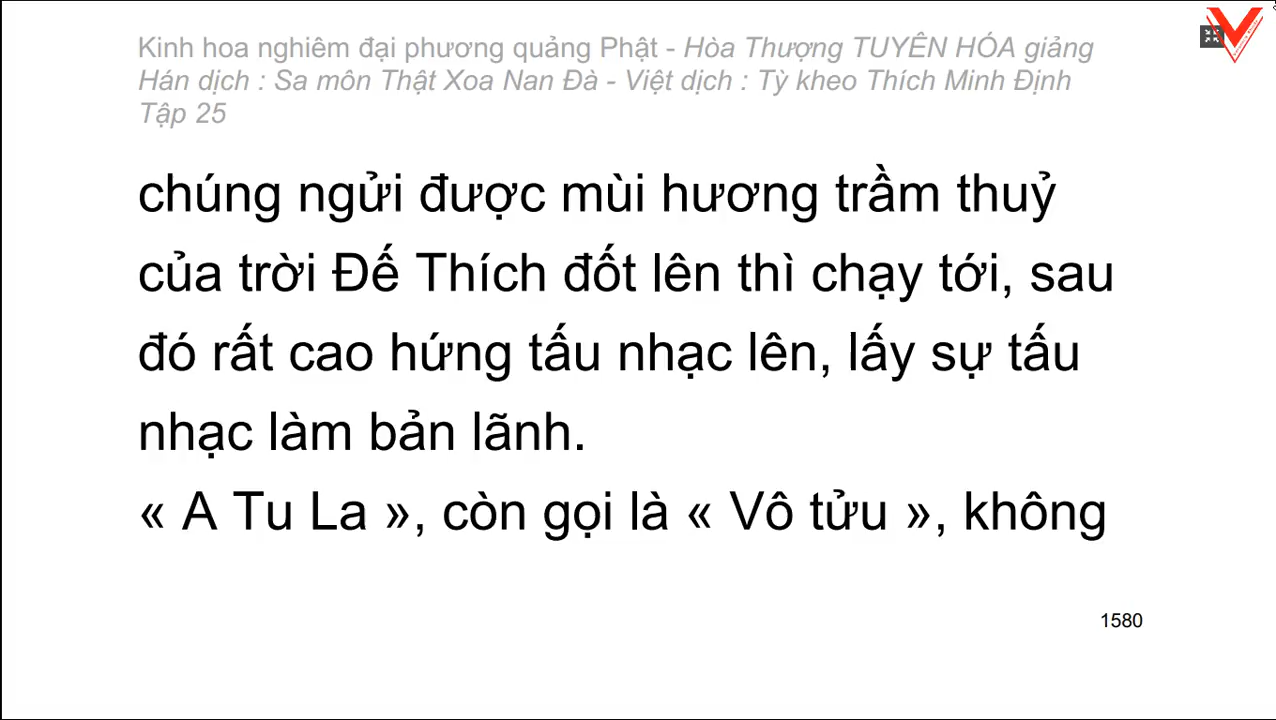 Kinh hoa nghiêm đại phương quảng Phật - Hòa Thượng TUYÊN HÓA giảng
Hán dịch : Sa môn Thật Xoa Nan Đà - Việt dịch : Tỳ kheo Thích Minh Định
Tập 25
chúng ngửi được mùi hương trầm thuỷ
của trời Đế Thích đốt lên thì chạy tới, sau
đó rất cao hứng tấu nhạc lên, lấy sự tấu
nhạc làm bản lãnh.
« A Tu La », còn gọi là « Vô tửu », không
1580